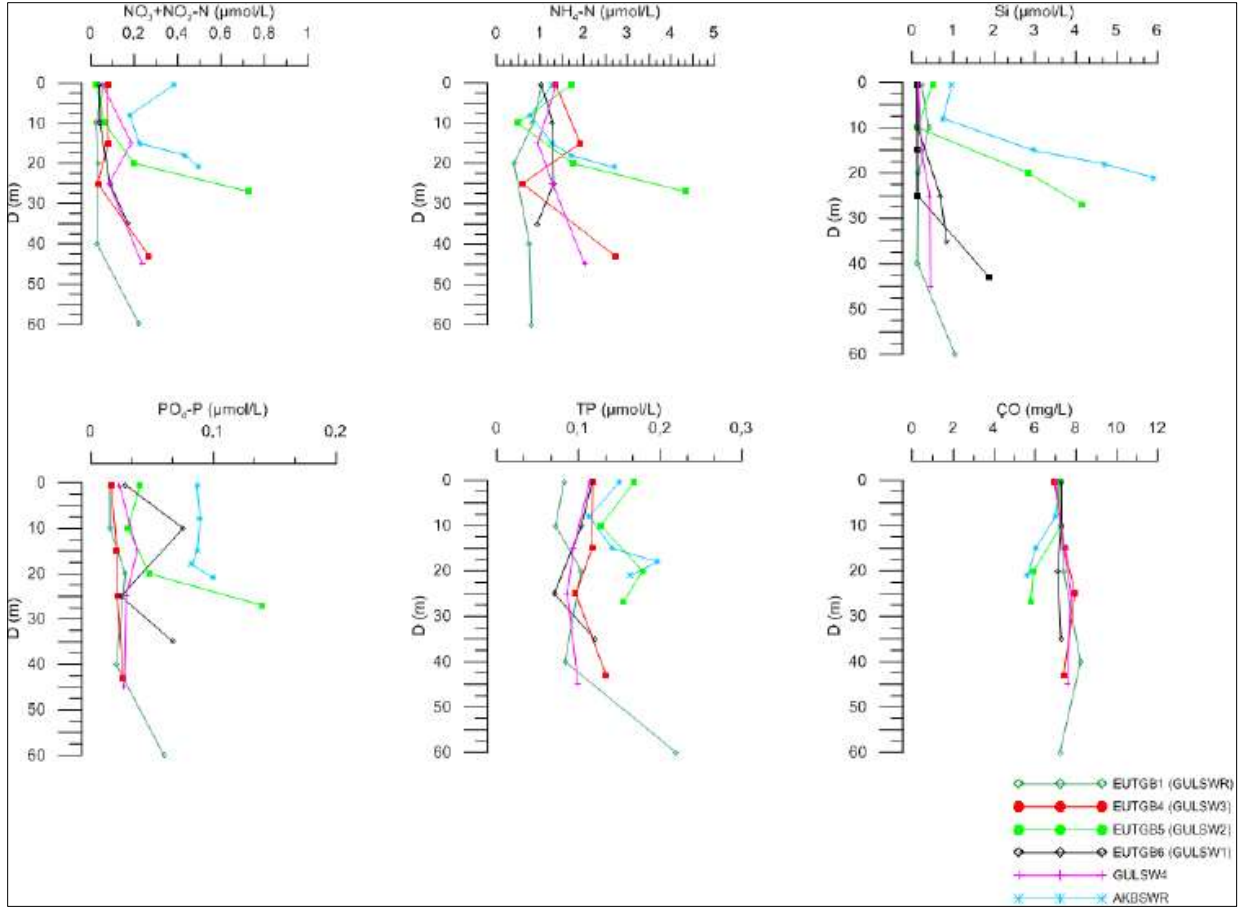 NO₃+NO₂-N (µmol/L)
0 0,2 0,4 0,6 0,8 1
0
10
20
30
40
50
60
D (m)
NH₄-N (µmol/L)
0 1 2 3 4 5
0
10
20
30
40
50
60
D (m)
Si (µmol/L)
0 1 2 3 4 5 6
0
10
20
30
40
50
60
D (m)
PO₄-P (µmol/L)
0 0,1 0,2
0
10
20
30
40
50
60
D (m)
TP (µmol/L)
0 0,1 0,2 0,3
0
10
20
30
40
50
60
D (m)
ÇO (mg/L)
0 2 4 6 8 10 12
0
10
20
30
40
50
60
D (m)
EUTGB1 (GULSWR)
EUTGB4 (GULSW3)
EUTGB5 (GULSW2)
EUTGB6 (GULSW1)
GULSW4
AKBSWR